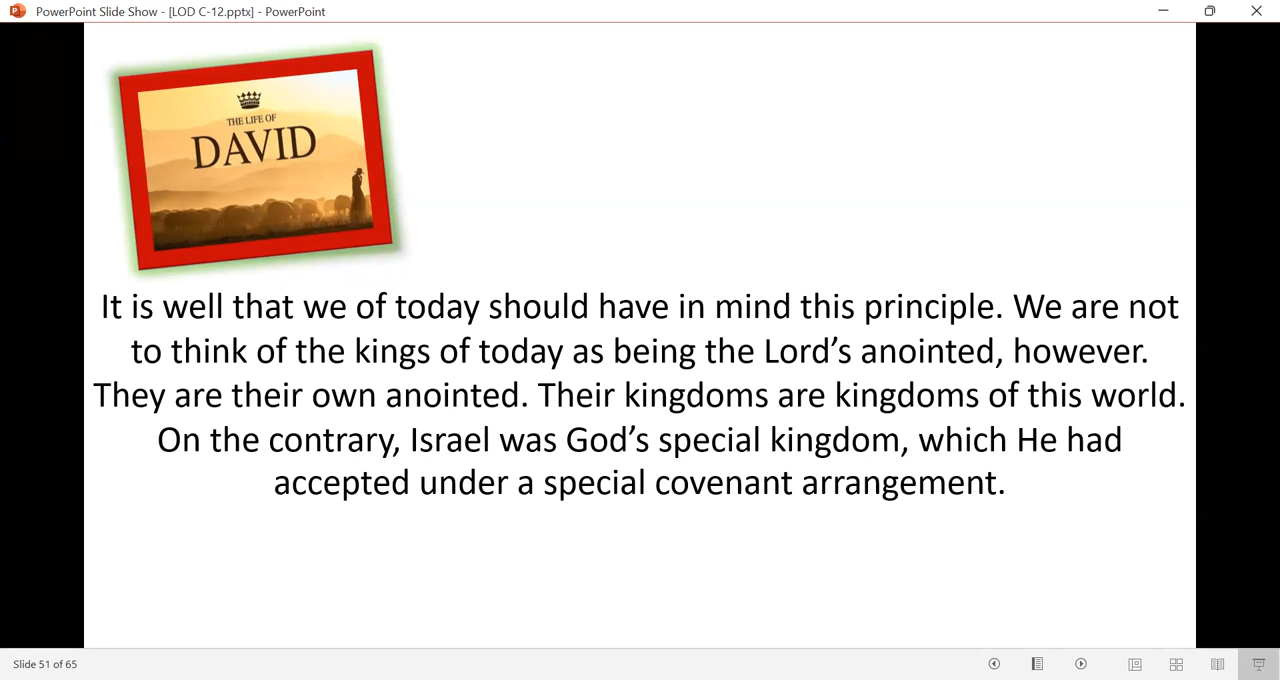 PowerPoint Slide Show - [LOD C-12.pptx] - PowerPoint
THE LIFE OF
DAVID
It is well that we of today should have in mind this principle. We are not
to think of the kings of today as being the Lord’s anointed, however.
They are their own anointed. Their kingdoms are kingdoms of this world.
On the contrary, Israel was God’s special kingdom, which He had
accepted under a special covenant arrangement.
Slide 51 of 65